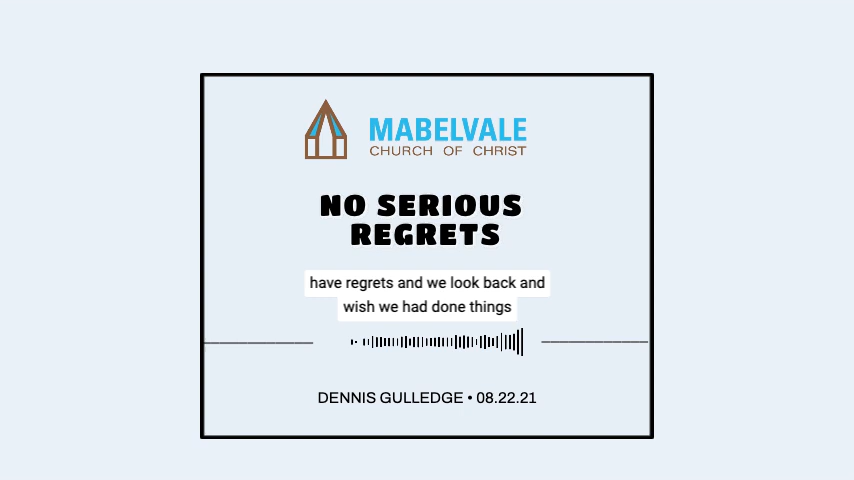 MABELVALE
CHURCH OF CHRIST
NO SERIOUS
REGRETS
have regrets and we look back and
wish we had done things
DENNIS GULLEDGE • 08.22.21